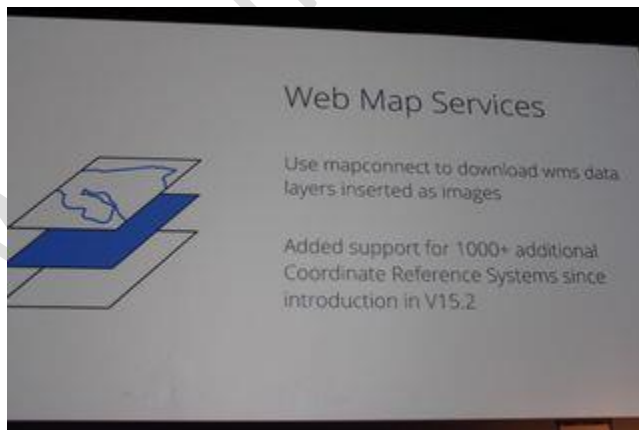 Web Map Services
Use mapconnect to download wms data
layers inserted as images
Added support for 1000+ additional
Coordinate Reference Systems since
introduction in V15.2